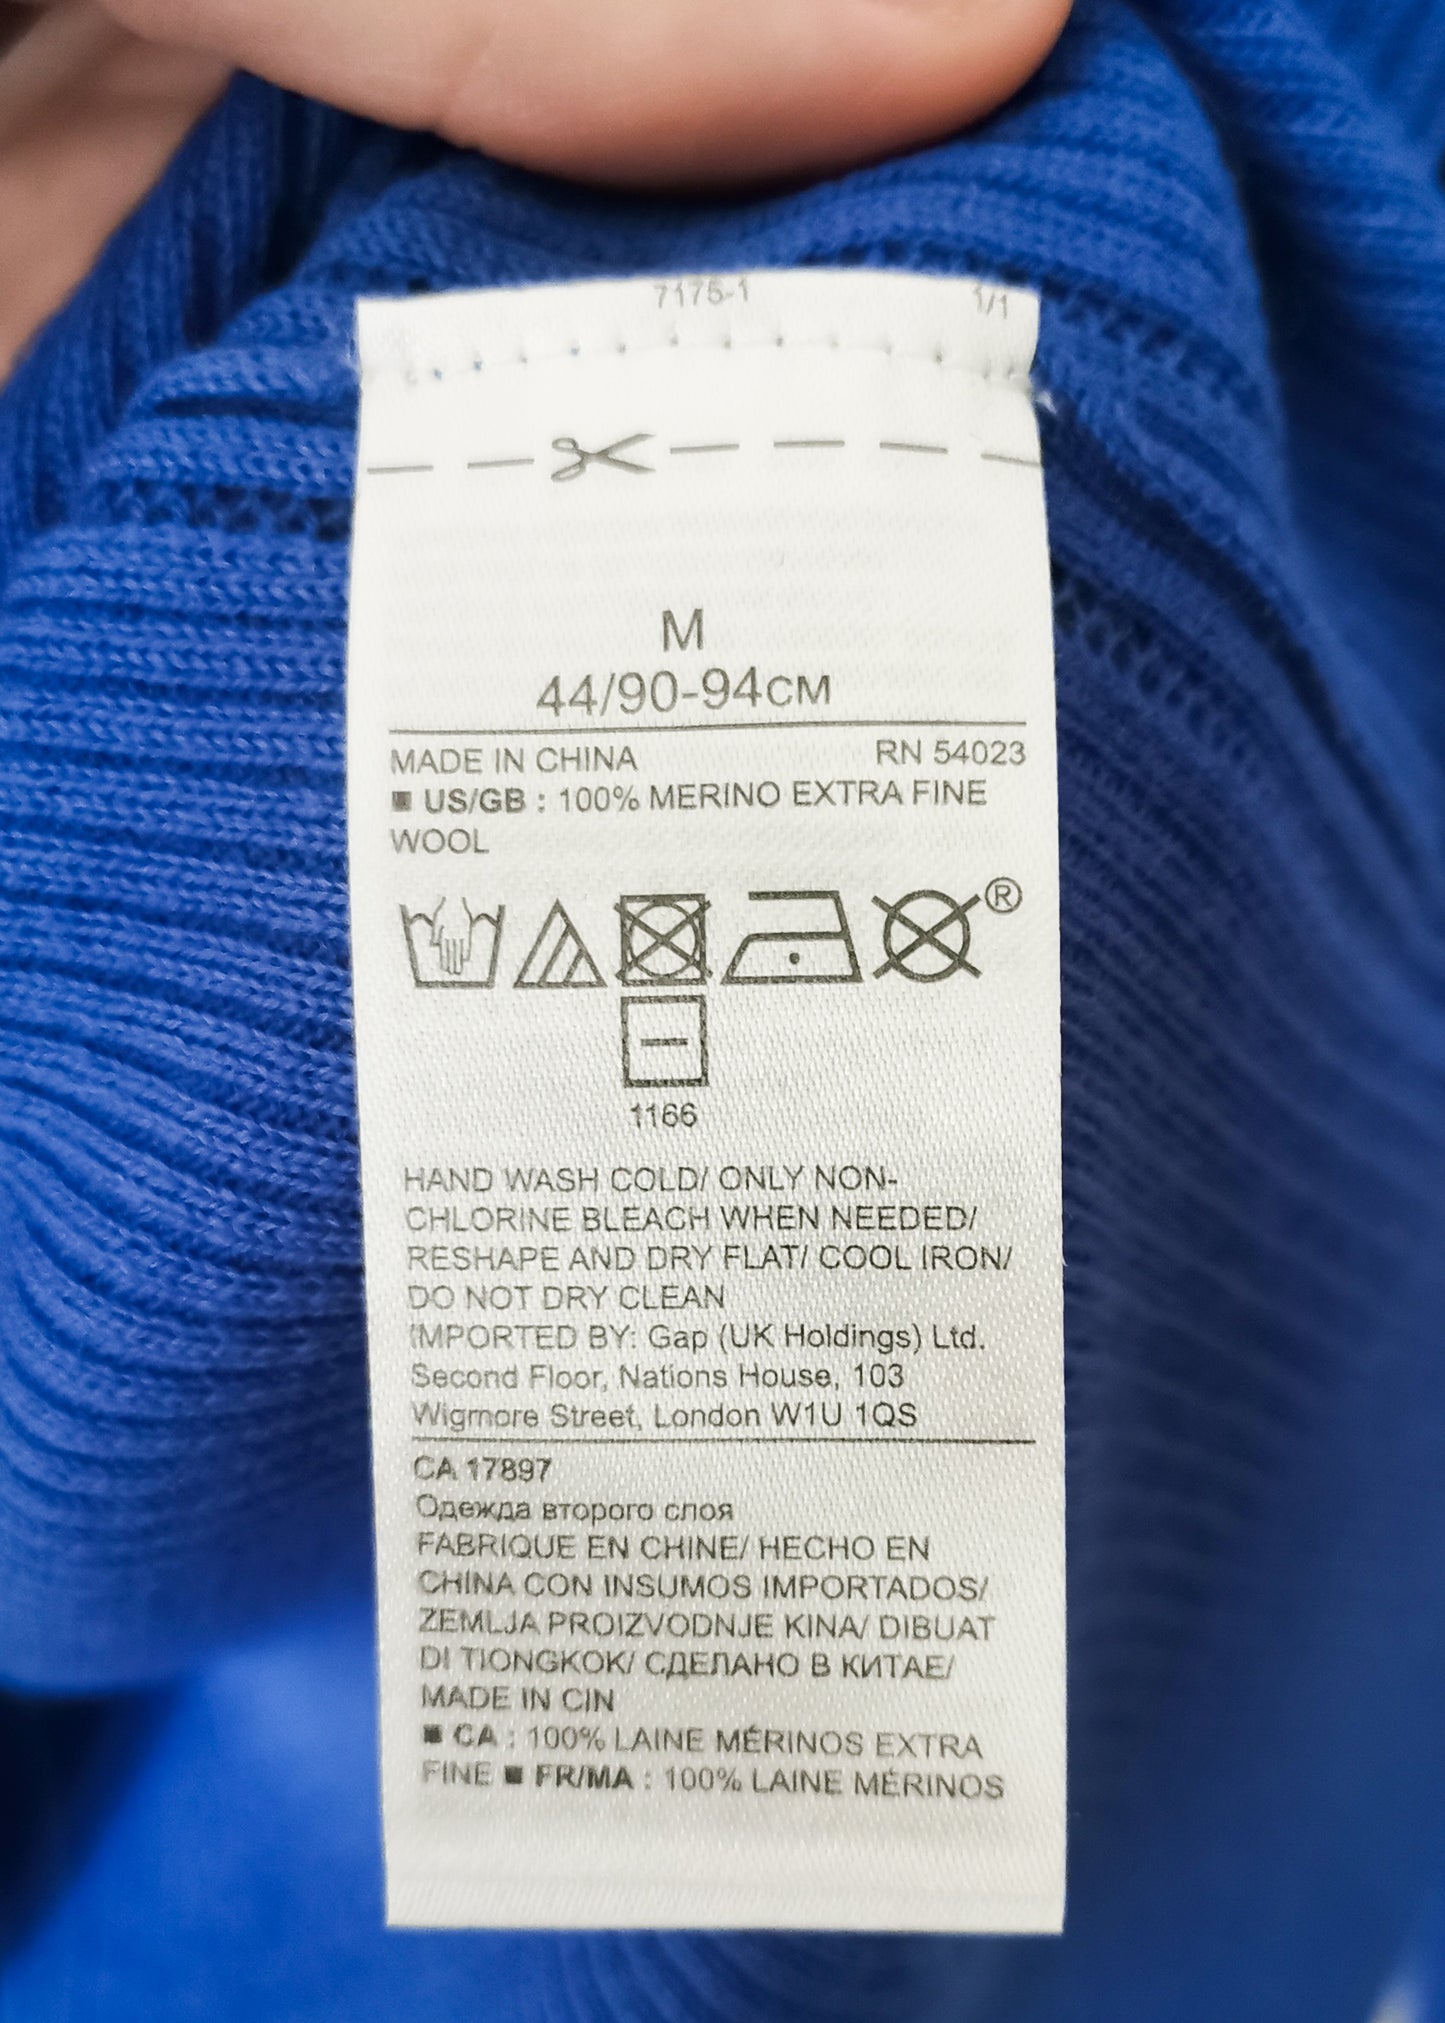 7175-1 1/1
M
44/90-94CM
MADE IN CHINA RN 54023
■ US/GB : 100% MERINO EXTRA FINE
WOOL
®
1166
HAND WASH COLD/ ONLY NON-
CHLORINE BLEACH WHEN NEEDED/
RESHAPE AND DRY FLAT/ COOL IRON/
DO NOT DRY CLEAN
IMPORTED BY: Gap (UK Holdings) Ltd.
Second Floor, Nations House, 103
Wigmore Street, London W1U 1QS
CA 17897
Одежда второго слоя
FABRIQUE EN CHINE/ HECHO EN
CHINA CON INSUMOS IMPORTADOS/
ZEMLJA PROIZVODNJE KINA/ DIBUAT
DI TIONGKOK/ СДЕЛАНО В КИТАЕ/
MADE IN CIN
■ CA : 100% LAINE MÉRINOS EXTRA
FINE ■ FR/MA : 100% LAINE MÉRINOS